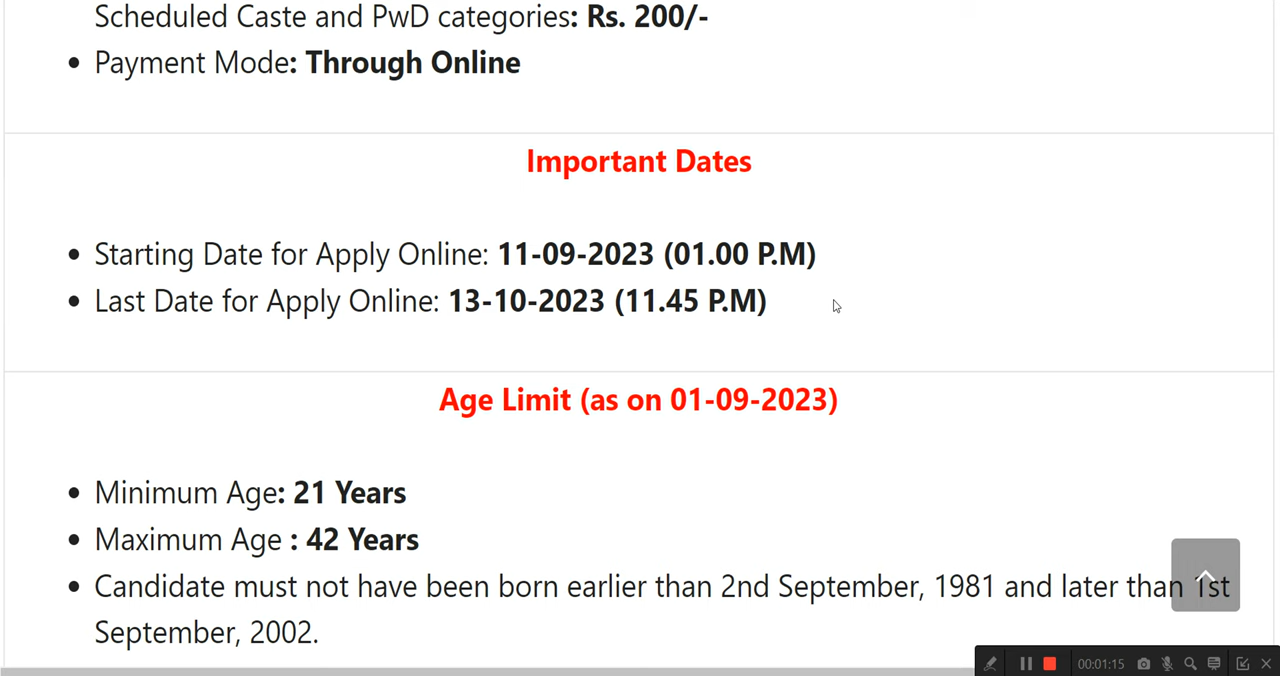 Scheduled Caste and PwD categories: Rs. 200/-
Payment Mode: Through Online
Important Dates
Starting Date for Apply Online: 11-09-2023 (01.00 P.M)
Last Date for Apply Online: 13-10-2023 (11.45 P.M)
Age Limit (as on 01-09-2023)
Minimum Age: 21 Years
Maximum Age : 42 Years
Candidate must not have been born earlier than 2nd September, 1981 and later than 1st
September, 2002.
00:01:15